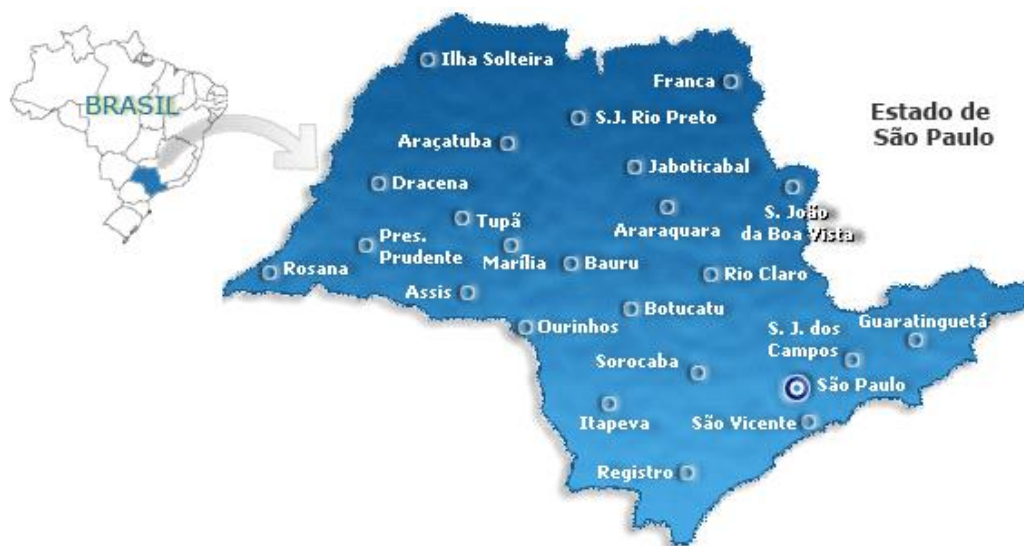 BRASIL
Estado de
São Paulo
Ilha Solteira
Franca
S.J. Rio Preto
Araçatuba
Jaboticabal
Dracena
S. João
da Boa Vista
Tupã
Araraquara
Pres.
Prudente
Marília
Bauru
Rosana
Rio Claro
Assis
Botucatu
Ourinhos
Guaratinguetá
S. J. dos
Campos
Sorocaba
São Paulo
Itapeva
São Vicente
Registro